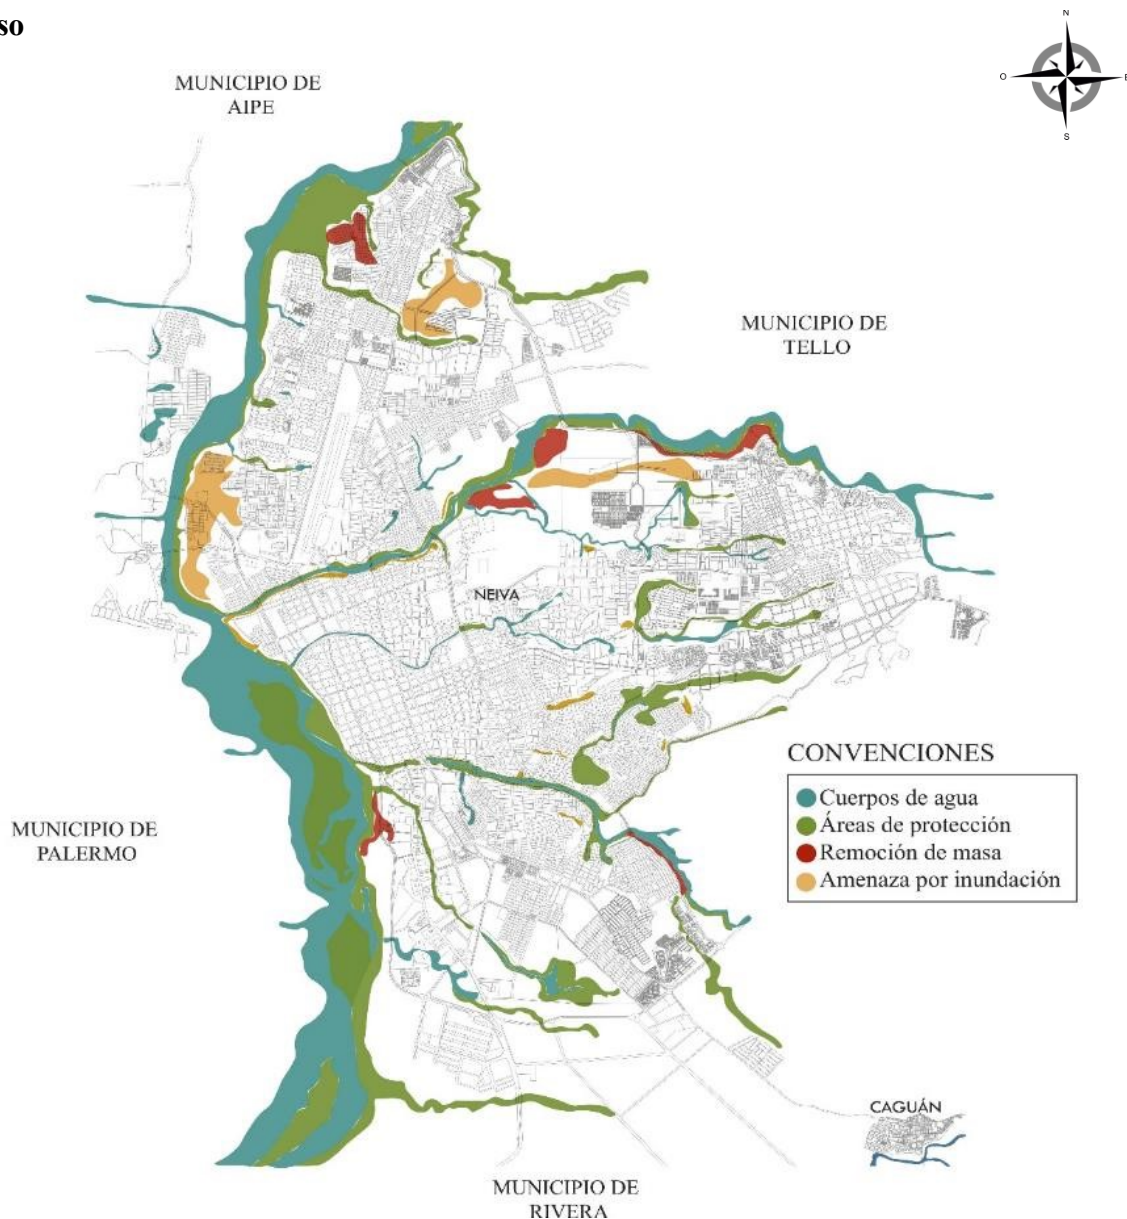 so
N
O
E
S
MUNICIPIO DE
AIPE
MUNICIPIO DE
TELLO
NEIVA
CONVENCIONES
Cuerpos de agua
Áreas de protección
Remoción de masa
Amenaza por inundación
MUNICIPIO DE
PALERMO
CAGUÁN
MUNICIPIO DE
RIVERA